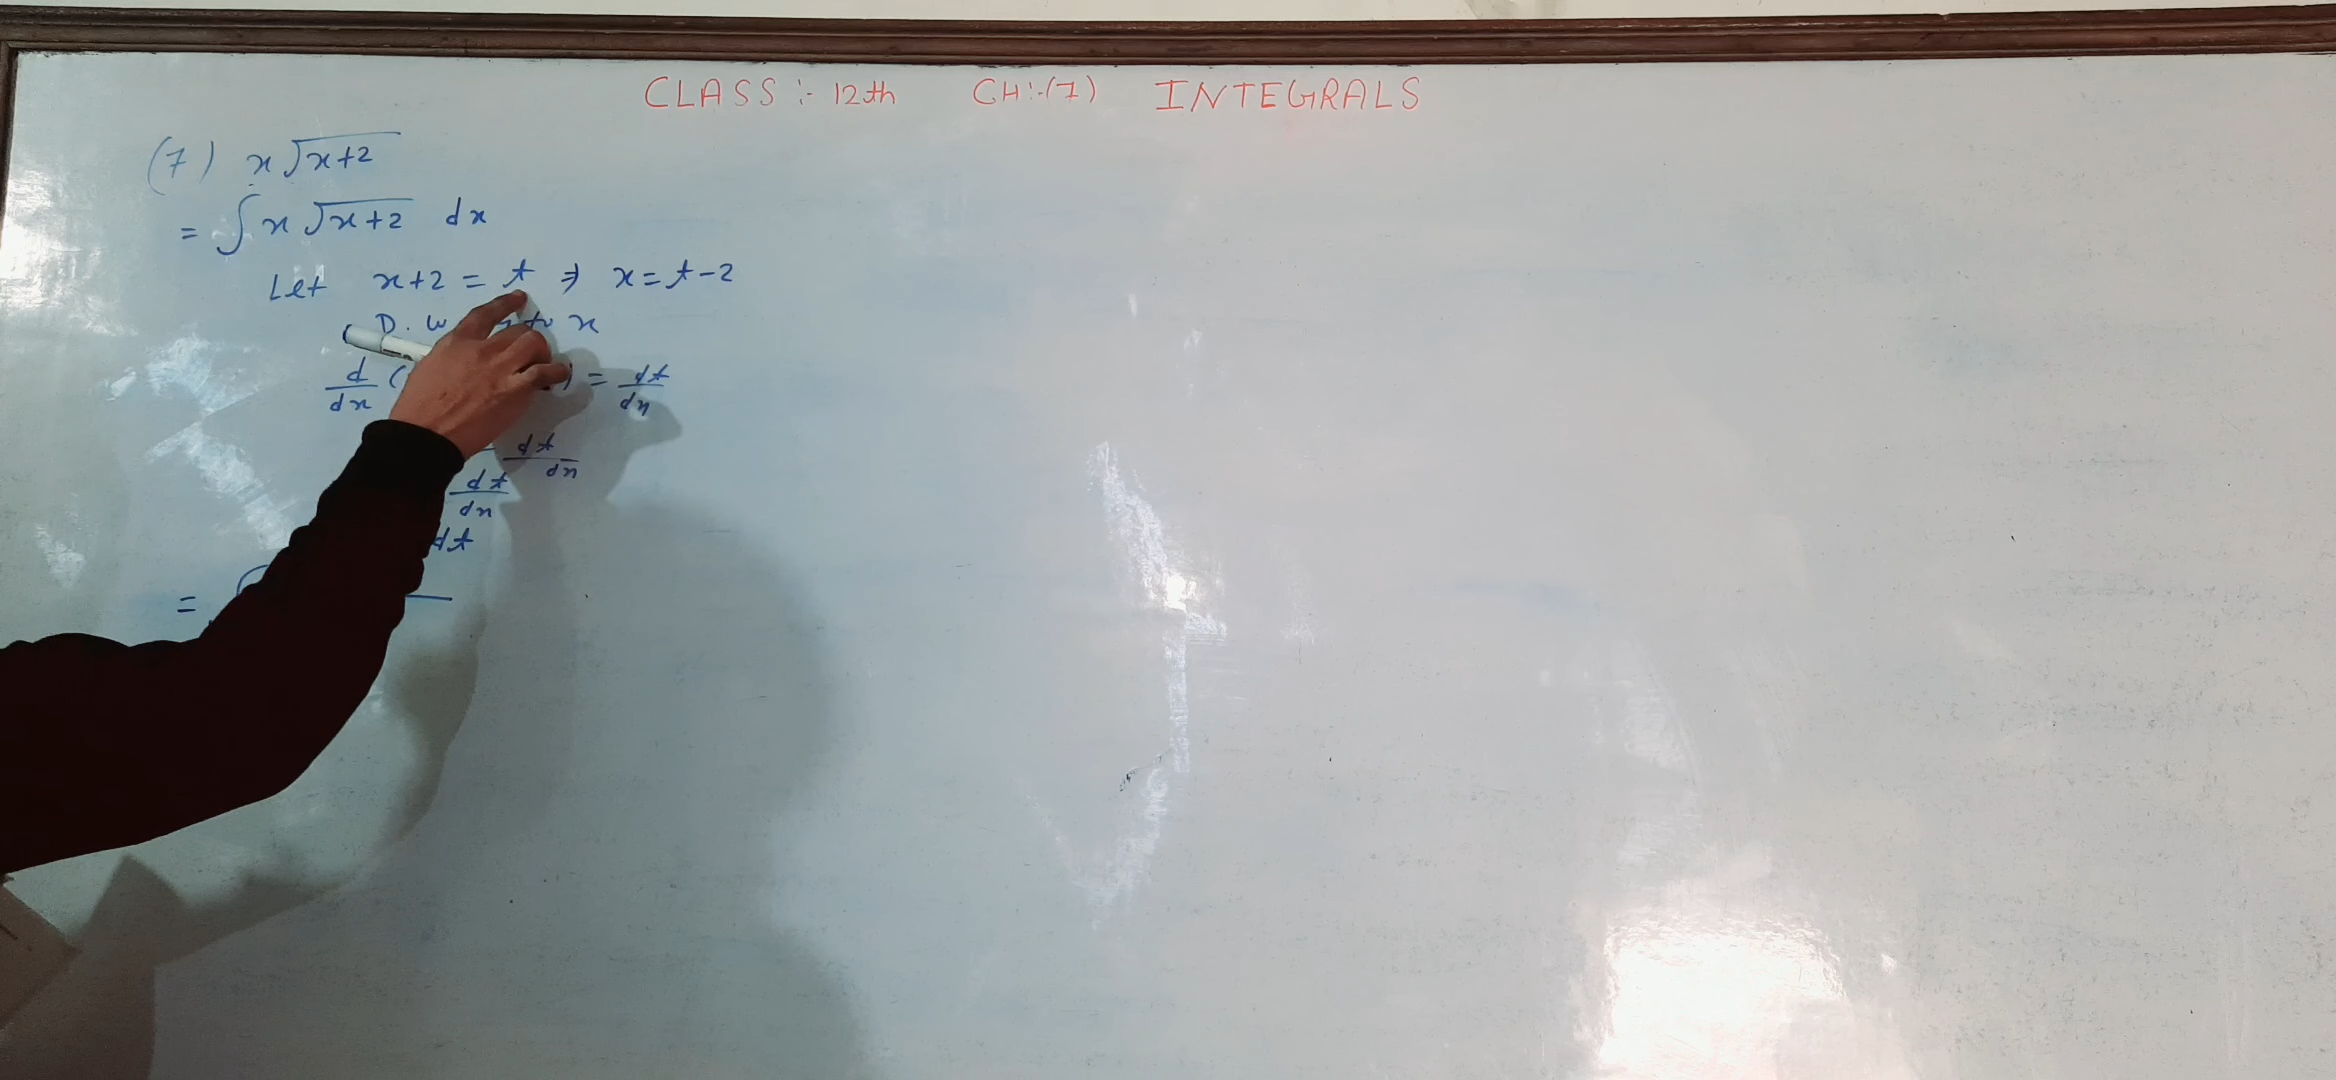 CLASS :- 12th CH:-(7) INTEGRALS
(7) x√(x+2)
= ∫ x √(x+2) dx
Let x+2 = t ⇒ x = t-2
D. w to x
d/dx ( ) = dt/dx
dt/dx
dt/dx
dt
=